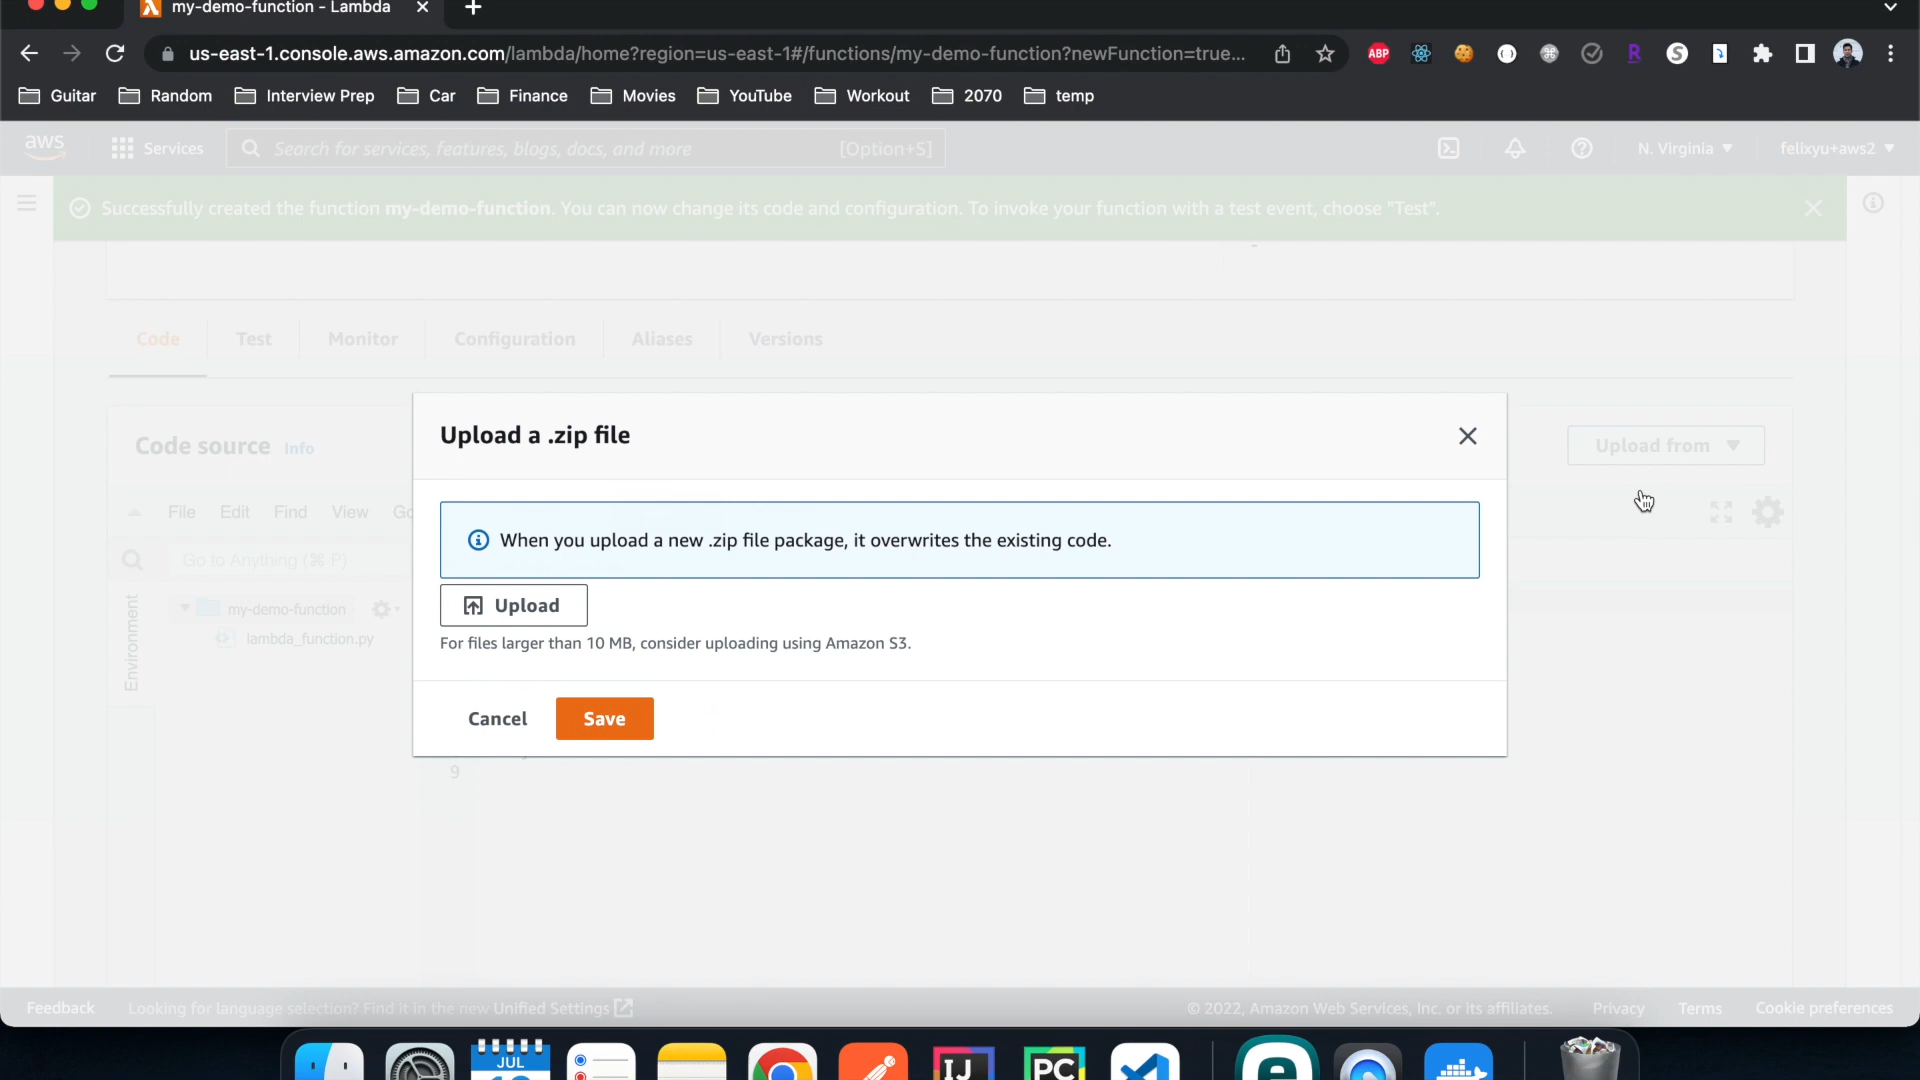 my-demo-function - Lambda
us-east-1.console.aws.amazon.com/lambda/home?region=us-east-1#/functions/my-demo-function?newFunction=true...
ABP
R
S
Guitar
Random
Interview Prep
Car
Finance
Movies
YouTube
Workout
2070
temp
aws
Services
Search for services, features, blogs, docs, and more
[Option+S]
N. Virginia
felixyu+aws2
Successfully created the function my-demo-function. You can now change its code and configuration. To invoke your function with a test event, choose "Test".
Code
Test
Monitor
Configuration
Aliases
Versions
Code source
Info
Upload from
Upload a .zip file
File
Edit
Find
View
When you upload a new .zip file package, it overwrites the existing code.
Go to Anything (⌘ P)
Environment
my-demo-function
lambda_function.py
Upload
For files larger than 10 MB, consider uploading using Amazon S3.
Cancel
Save
9
Feedback
Looking for language selection? Find it in the new Unified Settings
© 2022, Amazon Web Services, Inc. or its affiliates.
Privacy
Terms
Cookie preferences
JUL
IJ
PC